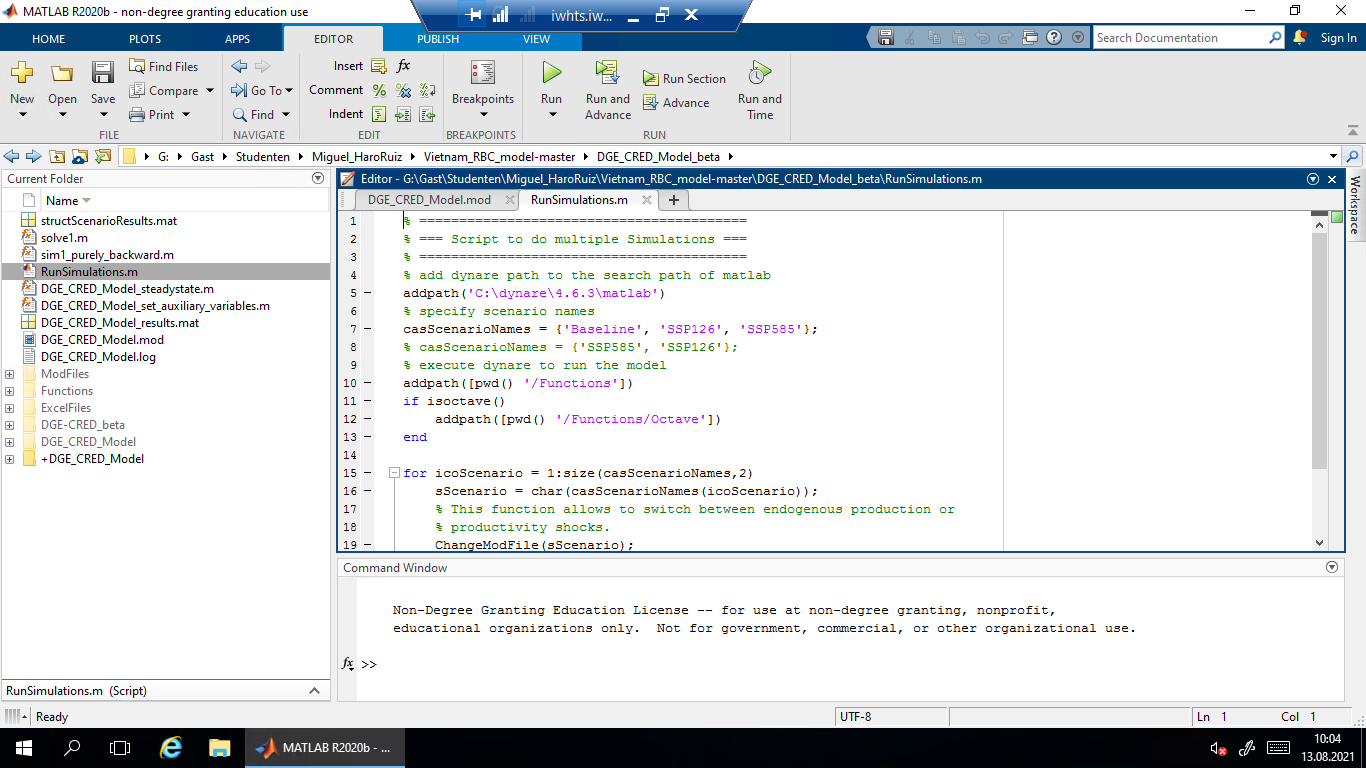 MATLAB R2020b - non-degree granting education use
iwhts.iw...
HOME PLOTS APPS EDITOR PUBLISH VIEW
Search Documentation
Sign In
New
Open
Save
Find Files
Compare
Print
FILE
Go To
Find
NAVIGATE
Insert
fx
Comment
%
Indent
EDIT
Breakpoints
BREAKPOINTS
Run
Run and Advance
Run Section
Advance
Run and Time
RUN
G: Gast Studenten Miguel_HaroRuiz Vietnam_RBC_model-master DGE_CRED_Model_beta
Current Folder
Name
structScenarioResults.mat
solve1.m
sim1_purely_backward.m
RunSimulations.m
DGE_CRED_Model_steadystate.m
DGE_CRED_Model_set_auxiliary_variables.m
DGE_CRED_Model_results.mat
DGE_CRED_Model.mod
DGE_CRED_Model.log
ModFiles
Functions
ExcelFiles
DGE-CRED_beta
DGE_CRED_Model
+DGE_CRED_Model
RunSimulations.m (Script)
Editor - G:\Gast\Studenten\Miguel_HaroRuiz\Vietnam_RBC_model-master\DGE_CRED_Model_beta\RunSimulations.m
DGE_CRED_Model.mod RunSimulations.m
1 % =========================================
2 % === Script to do multiple Simulations ===
3 % =========================================
4 % add dynare path to the search path of matlab
5 addpath('C:\dynare\4.6.3\matlab')
6 % specify scenario names
7 casScenarioNames = {'Baseline', 'SSP126', 'SSP585'};
8 % casScenarioNames = {'SSP585', 'SSP126'};
9 % execute dynare to run the model
10 addpath([pwd() '/Functions'])
11 if isoctave()
12 addpath([pwd() '/Functions/Octave'])
13 end
14
15 for icoScenario = 1:size(casScenarioNames,2)
16 sScenario = char(casScenarioNames(icoScenario));
17 % This function allows to switch between endogenous production or
18 % productivity shocks.
19 ChangeModFile(sScenario);
Workspace
Command Window
Non-Degree Granting Education License -- for use at non-degree granting, nonprofit,
educational organizations only. Not for government, commercial, or other organizational use.
fx >>
Ready
UTF-8
Ln 1 Col 1
MATLAB R2020b - ...
10:04
13.08.2021